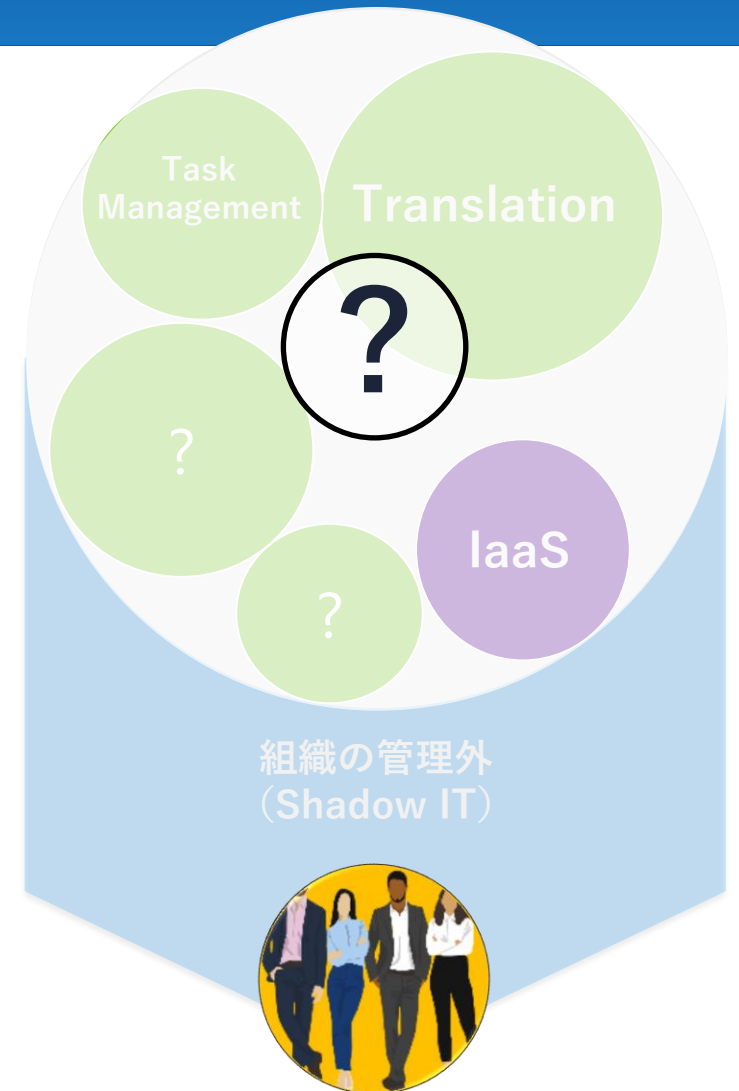 Task
Management
Translation
?
?
IaaS
?
組織の管理外
（Shadow IT）